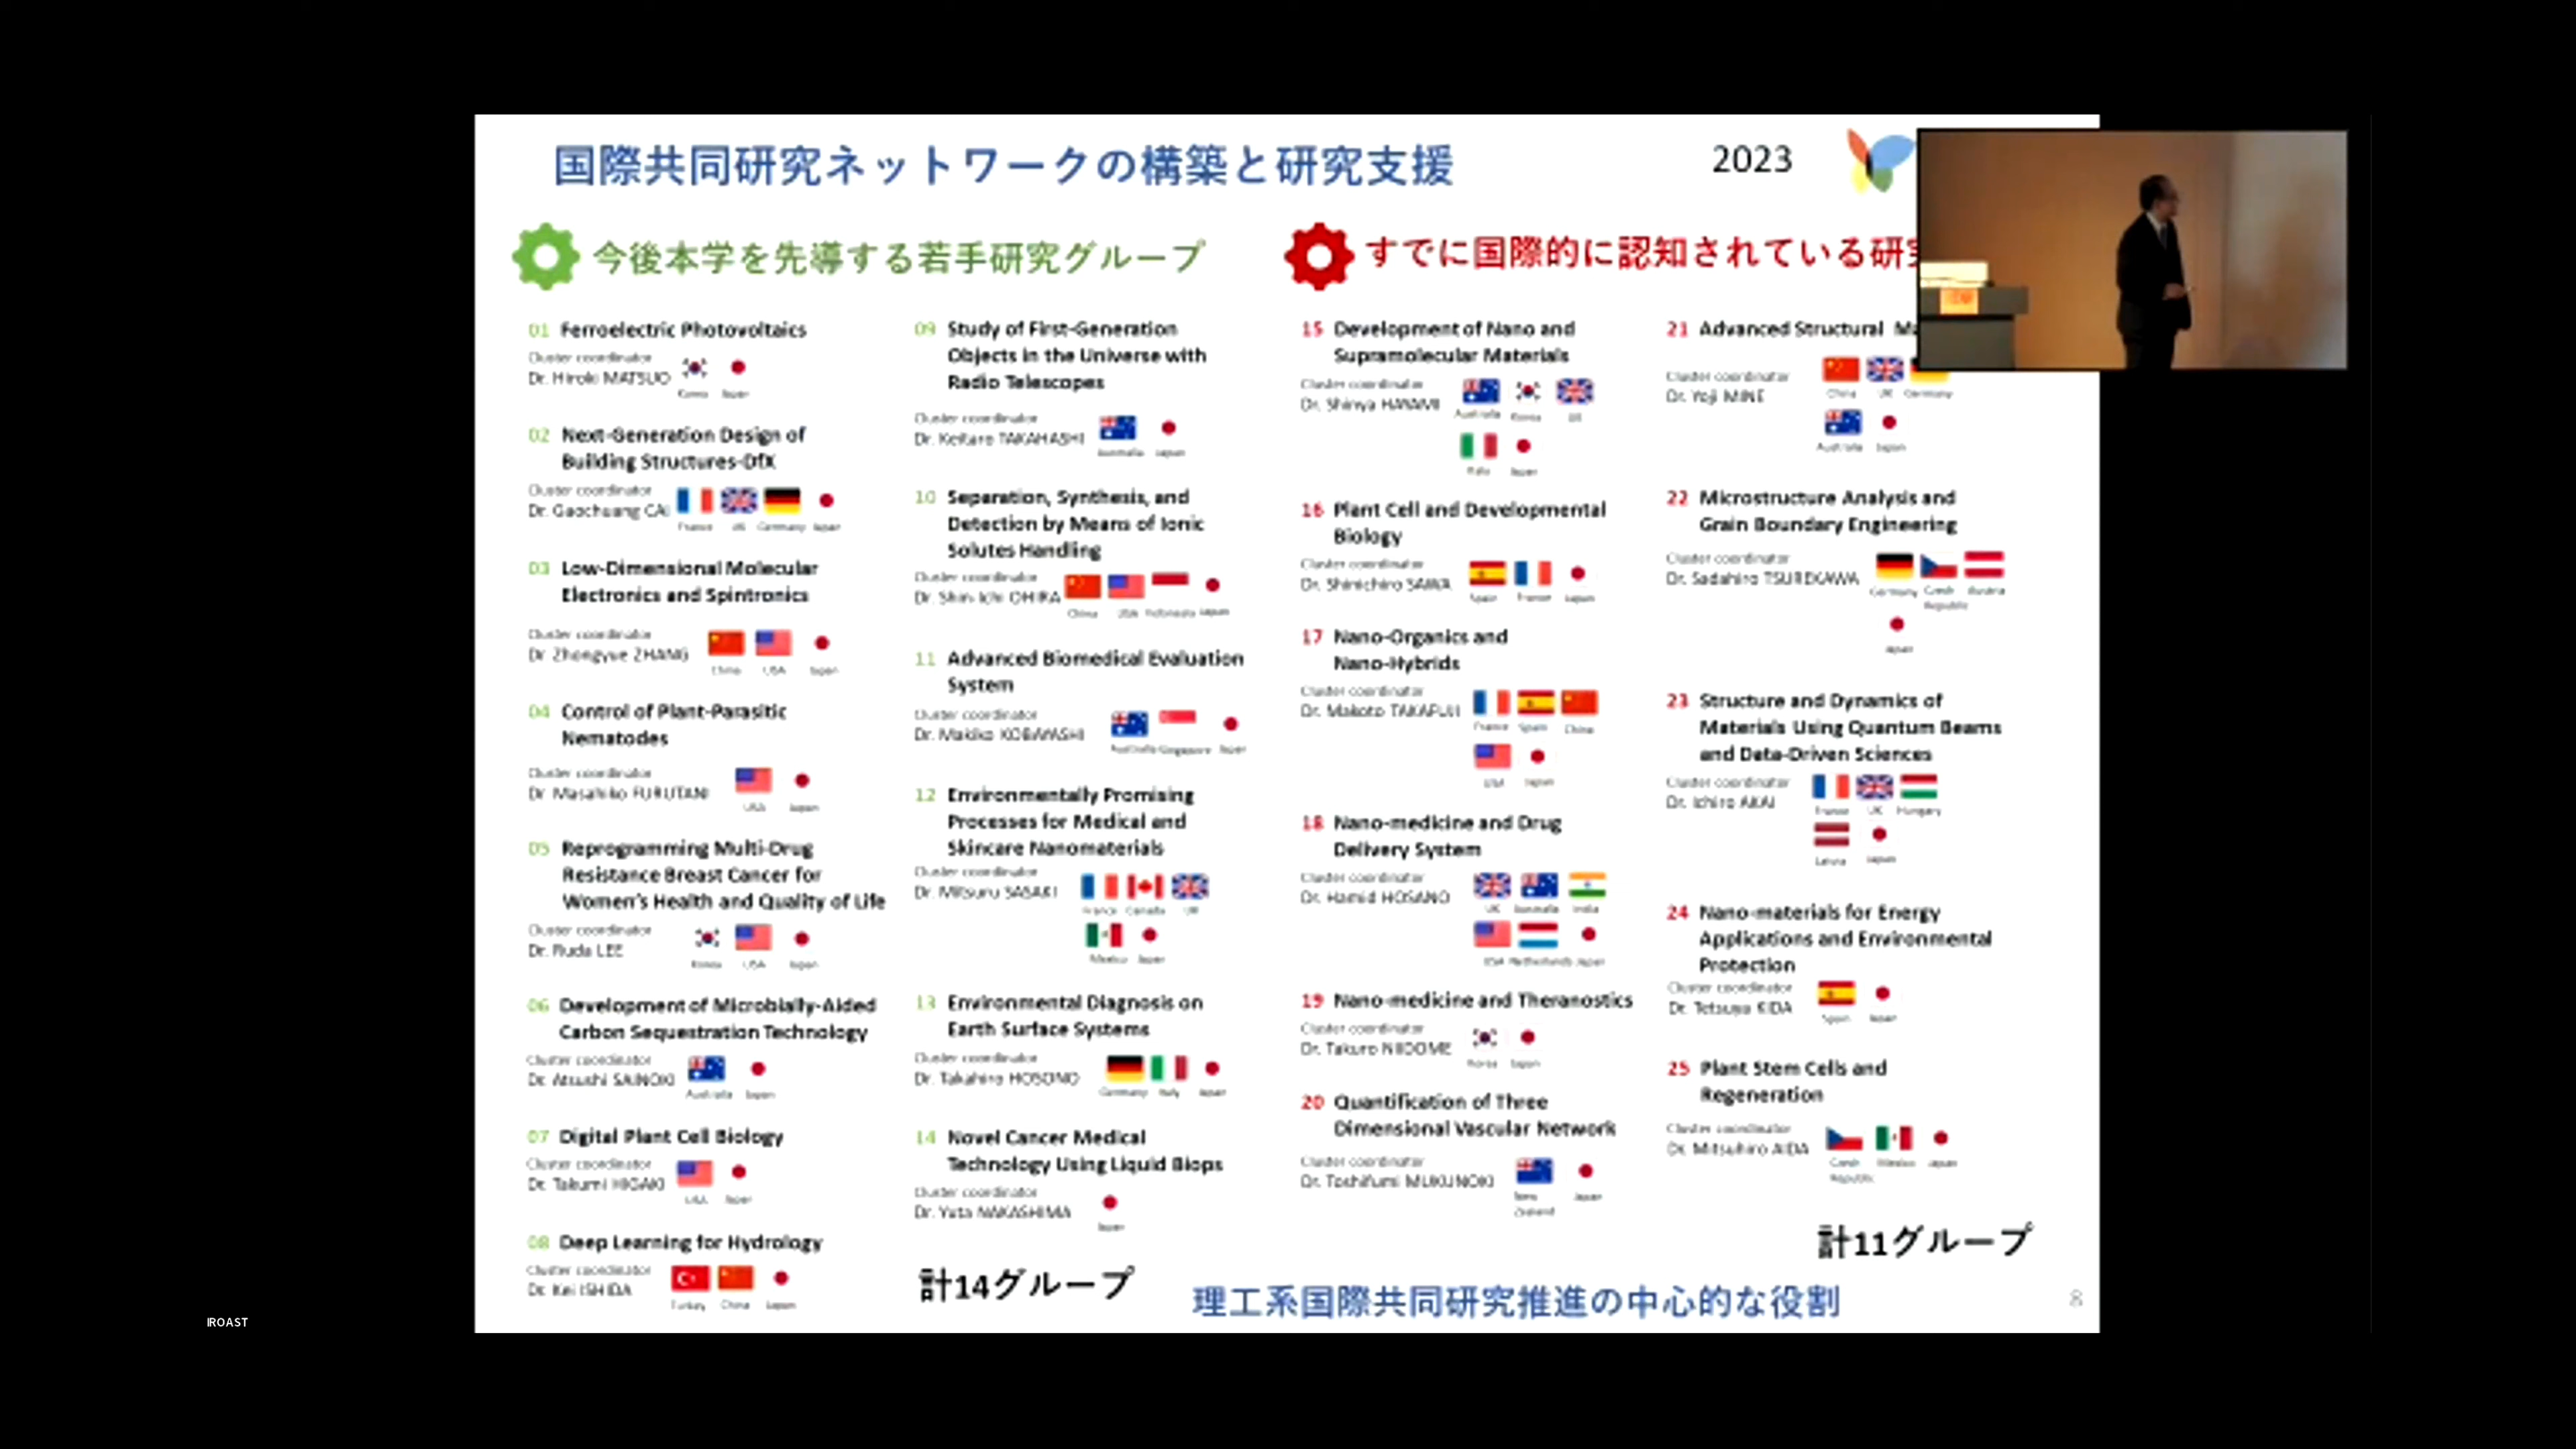 国際共同研究ネットワークの構築と研究支援
2023
今後本学を先導する若手研究グループ
01 Ferroelectric Photovoltaics
Cluster coordinator
Dr. Hiroki MATSUO
Korea Japan
02 Next-Generation Design of
Building Structures-DfX
Cluster coordinator
Dr. Gaochuang CAI
France UK Germany Japan
03 Low-Dimensional Molecular
Electronics and Spintronics
Cluster coordinator
Dr. Zhongyue ZHANG
China USA Japan
04 Control of Plant-Parasitic
Nematodes
Cluster coordinator
Dr. Masahiko FURUTANI
USA Japan
05 Reprogramming Multi-Drug
Resistance Breast Cancer for
Women's Health and Quality of Life
Cluster coordinator
Dr. Ruda LEE
Korea USA Japan
06 Development of Microbially-Aided
Carbon Sequestration Technology
Cluster coordinator
Dr. Atsushi SAINOKI
Australia Japan
07 Digital Plant Cell Biology
Cluster coordinator
Dr. Takumi HIGAKI
USA Japan
08 Deep Learning for Hydrology
Cluster coordinator
Dr. Kei ISHIDA
Turkey China Japan
09 Study of First-Generation
Objects in the Universe with
Radio Telescopes
Cluster coordinator
Dr. Keitaro TAKAHASHI
Australia Japan
10 Separation, Synthesis, and
Detection by Means of Ionic
Solutes Handling
Cluster coordinator
Dr. Shin-Ichi OHIRA
China USA Indonesia Japan
11 Advanced Biomedical Evaluation
System
Cluster coordinator
Dr. Makiko KOBAYASHI
Australia Singapore Japan
12 Environmentally Promising
Processes for Medical and
Skincare Nanomaterials
Cluster coordinator
Dr. Mitsuru SASAKI
France Canada UK
Mexico Japan
13 Environmental Diagnosis on
Earth Surface Systems
Cluster coordinator
Dr. Takahiro HOSONO
Germany Italy Japan
14 Novel Cancer Medical
Technology Using Liquid Biops
Cluster coordinator
Dr. Yuta NAKASHIMA
Japan
計14グループ
すでに国際的に認知されている研
15 Development of Nano and
Supramolecular Materials
Cluster coordinator
Dr. Shinya HAYAMI
Australia Korea UK
Italy Japan
16 Plant Cell and Developmental
Biology
Cluster coordinator
Dr. Shinichiro SAWA
Spain France Japan
17 Nano-Organics and
Nano-Hybrids
Cluster coordinator
Dr. Makoto TAKAFUJI
France Spain China
USA Japan
18 Nano-medicine and Drug
Delivery System
Cluster coordinator
Dr. Hamid HOSANO
UK Australia India
USA Netherlands Japan
19 Nano-medicine and Theranostics
Cluster coordinator
Dr. Takuro NIIDOME
Korea Japan
20 Quantification of Three
Dimensional Vascular Network
Cluster coordinator
Dr. Toshifumi MUKUNOKI
New Zealand Japan
21 Advanced Structural
Cluster coordinator
Dr. Yoji MINE
China UK Germany
Australia Japan
22 Microstructure Analysis and
Grain Boundary Engineering
Cluster coordinator
Dr. Sadahiro TSUREKAWA
Germany Czech Republic Austria
Japan
23 Structure and Dynamics of
Materials Using Quantum Beams
and Data-Driven Sciences
Cluster coordinator
Dr. Ichiro AKAI
France UK Hungary
Latvia Japan
24 Nano-materials for Energy
Applications and Environmental
Protection
Cluster coordinator
Dr. Tetsuya KIDA
Spain Japan
25 Plant Stem Cells and
Regeneration
Cluster coordinator
Dr. Mitsuhiro AIDA
Czech Republic Mexico Japan
計11グループ
理工系国際共同研究推進の中心的な役割
8
IROAST